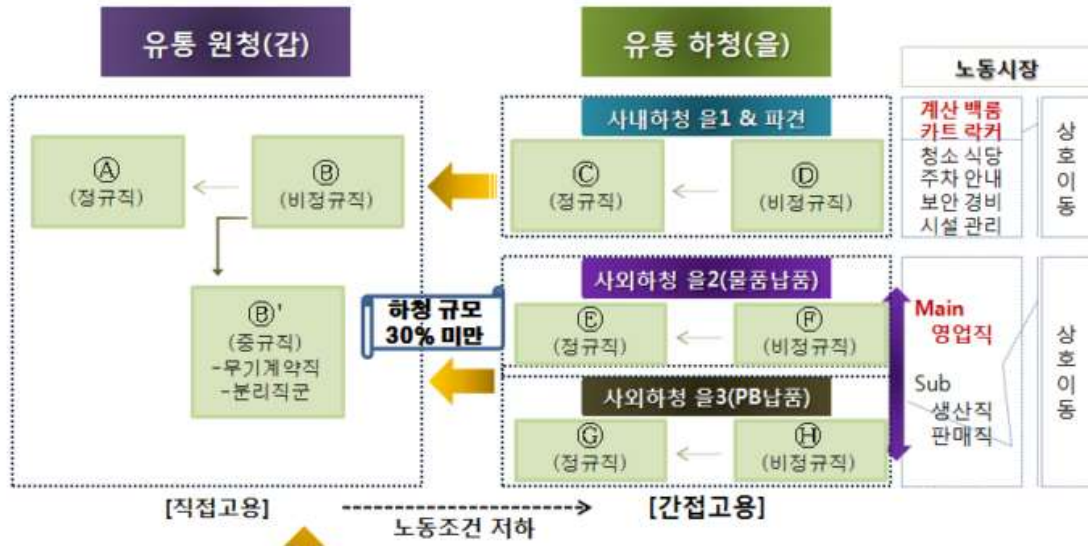 유통 원청(갑)
유통 하청(을)
노동시장
사내하청 을1 & 파견
Ⓐ
(정규직)
Ⓑ
(비정규직)
Ⓒ
(정규직)
Ⓓ
(비정규직)
계산 백룸
카트 락커
청소 식당
주차 안내
보안 경비
시설 관리
상
호
이
동
Ⓑ'
(중규직)
-무기계약직
-분리직군
하청 규모
30% 미만
사외하청 을2(물품납품)
Ⓔ
(정규직)
Ⓕ
(비정규직)
사외하청 을3(PB납품)
Ⓖ
(정규직)
Ⓗ
(비정규직)
Main
영업직
Sub
생산직
판매직
상
호
이
동
[직접고용]
노동조건 저하
[간접고용]